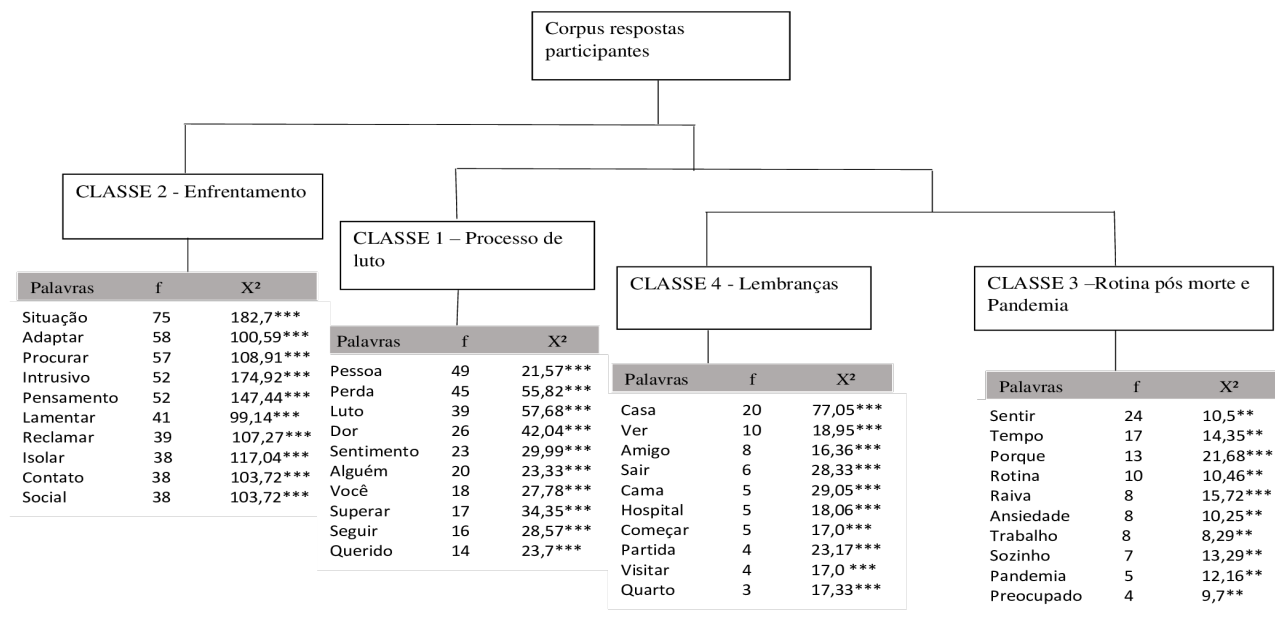 Corpus respostas
participantes
CLASSE 2 - Enfrentamento
Palavras f X²
Situação 75 182,7***
Adaptar 58 100,59***
Procurar 57 108,91***
Intrusivo 52 174,92***
Pensamento 52 147,44***
Lamentar 41 99,14***
Reclamar 39 107,27***
Isolar 38 117,04***
Contato 38 103,72***
Social 38 103,72***
CLASSE 1 – Processo de
luto
Palavras f X²
Pessoa 49 21,57***
Perda 45 55,82***
Luto 39 57,68***
Dor 26 42,04***
Sentimento 23 29,99***
Alguém 20 23,33***
Você 18 27,78***
Superar 17 34,35***
Seguir 16 28,57***
Querido 14 23,7***
CLASSE 4 - Lembranças
Palavras f X²
Casa 20 77,05***
Ver 10 18,95***
Amigo 8 16,36***
Sair 6 28,33***
Cama 5 29,05***
Hospital 5 18,06***
Começar 5 17,0***
Partida 4 23,17***
Visitar 4 17,0 ***
Quarto 3 17,33***
CLASSE 3 –Rotina pós morte e
Pandemia
Palavras f X²
Sentir 24 10,5**
Tempo 17 14,35**
Porque 13 21,68***
Rotina 10 10,46**
Raiva 8 15,72***
Ansiedade 8 10,25**
Trabalho 8 8,29**
Sozinho 7 13,29**
Pandemia 5 12,16**
Preocupado 4 9,7**